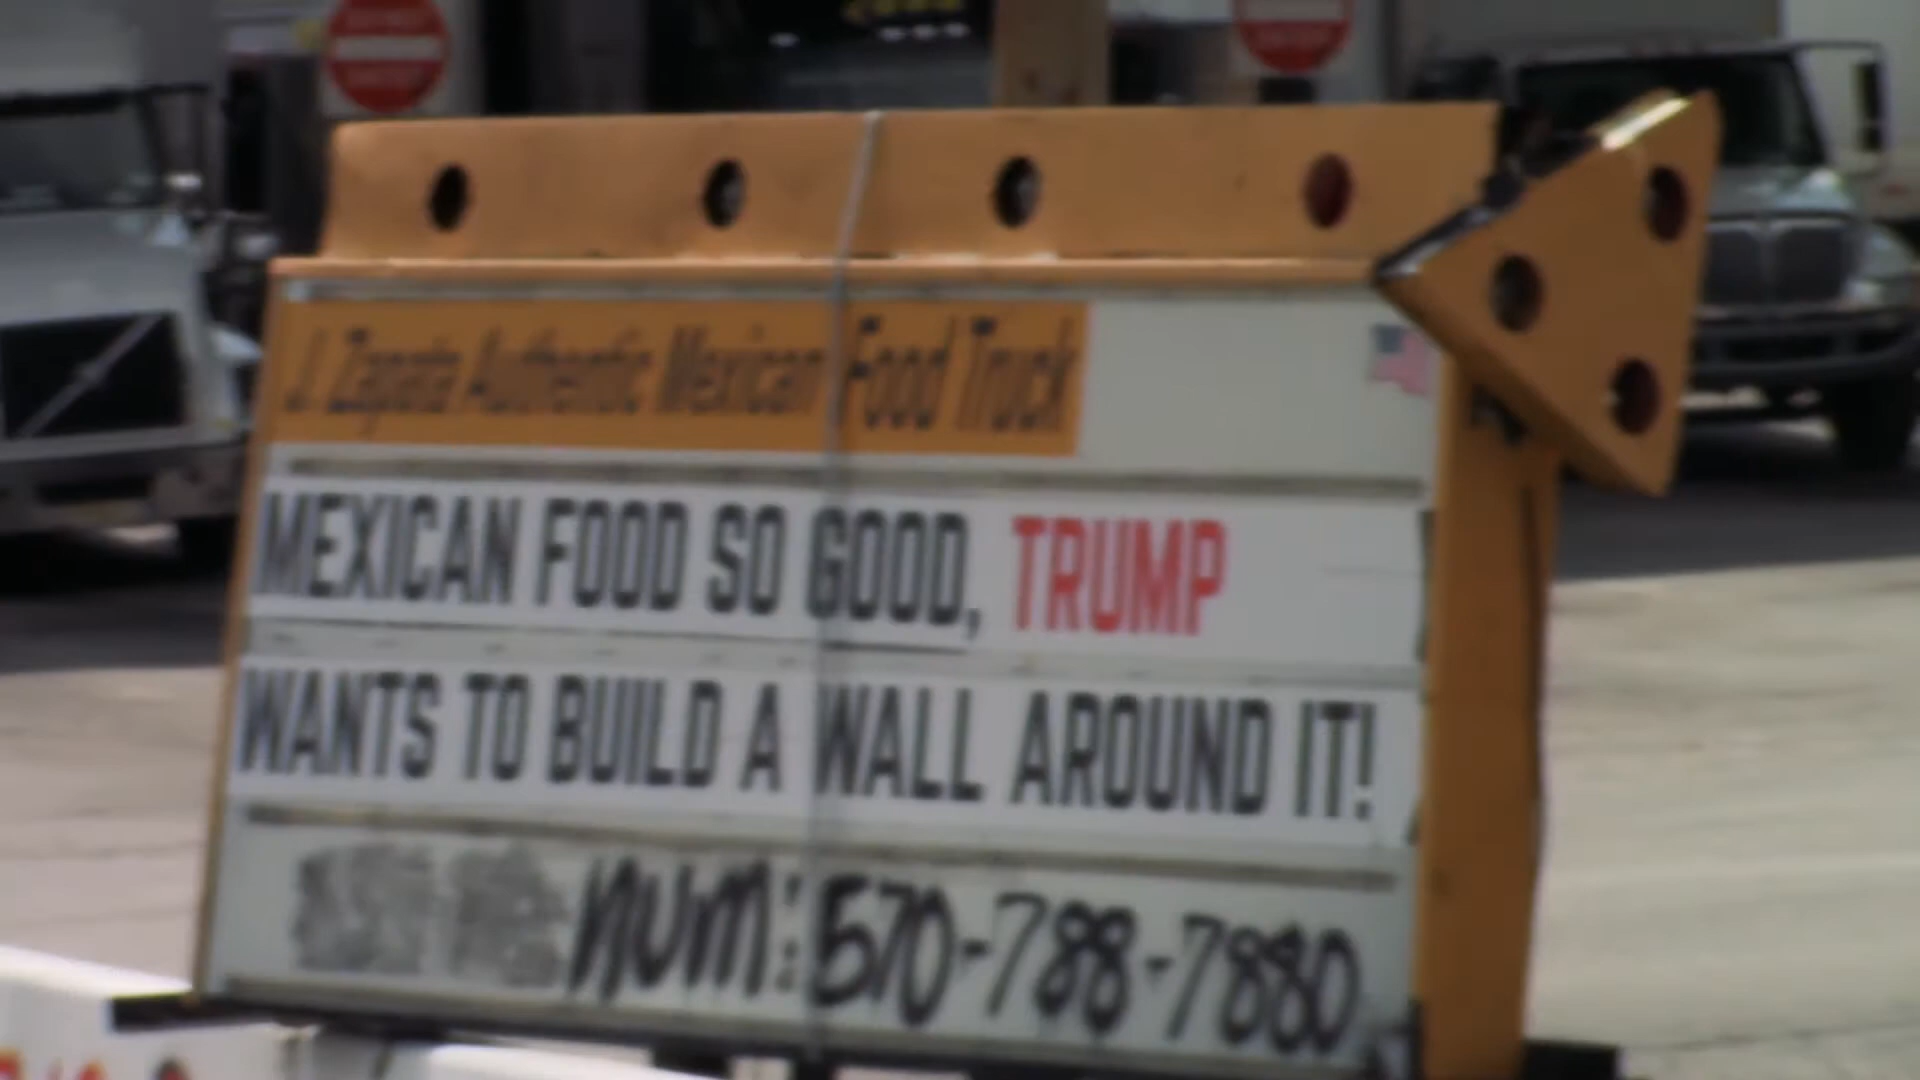 J. Zapata Authentic Mexican Food Truck
MEXICAN FOOD SO GOOD, TRUMP
WANTS TO BUILD A WALL AROUND IT!
NUM: 570-788-7880